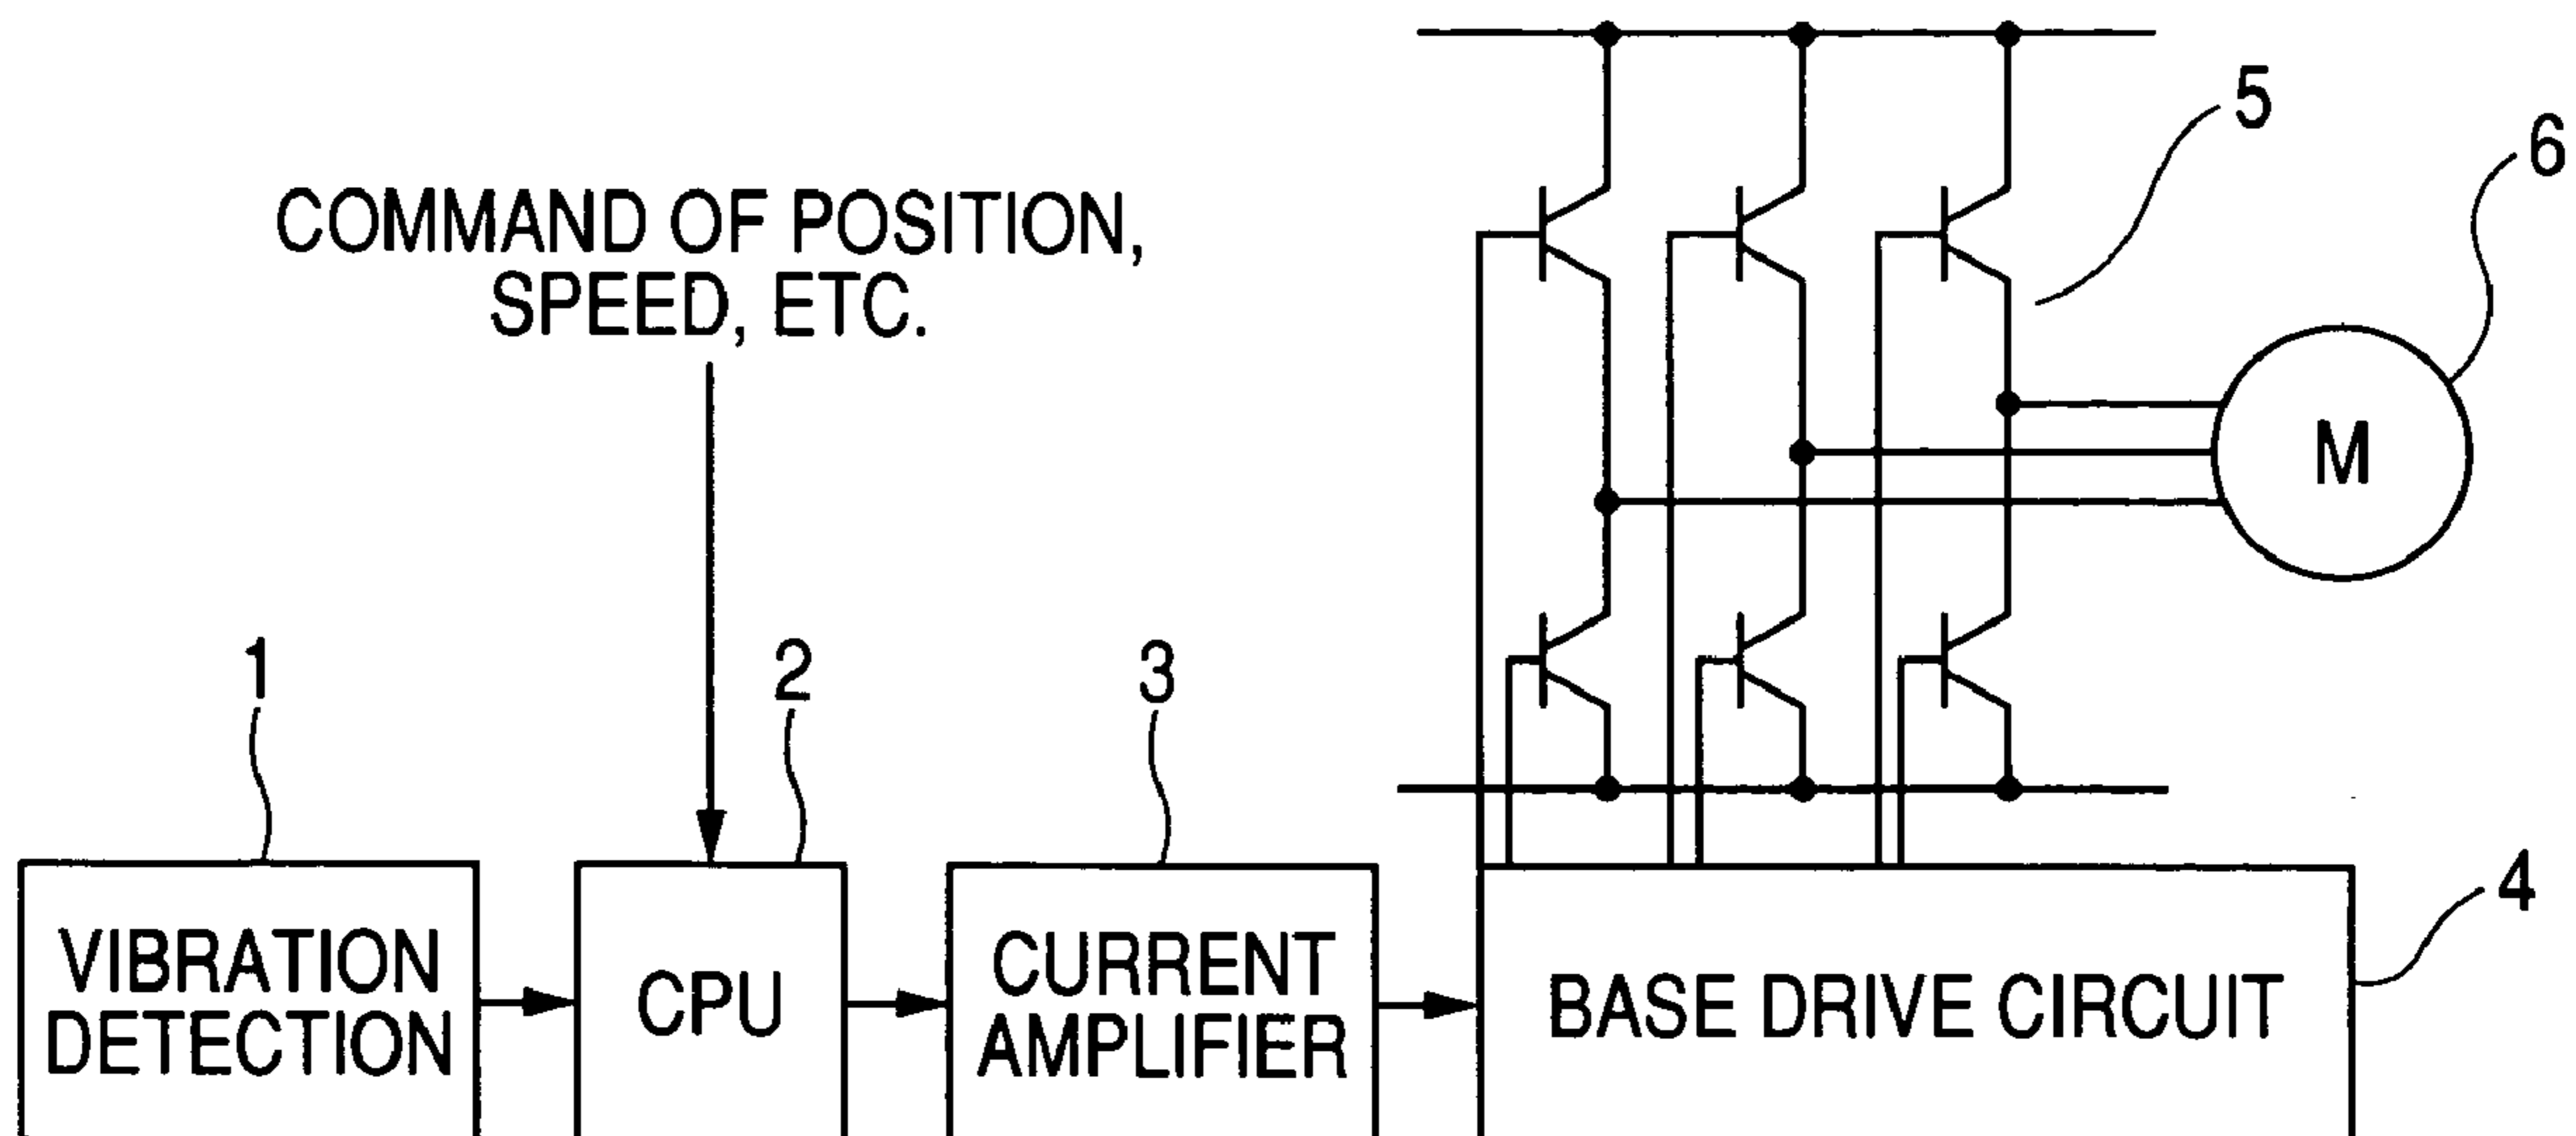 COMMAND OF POSITION,
SPEED, ETC.
5
6
M
1
2
3
4
VIBRATION
DETECTION
CPU
CURRENT
AMPLIFIER
BASE DRIVE CIRCUIT